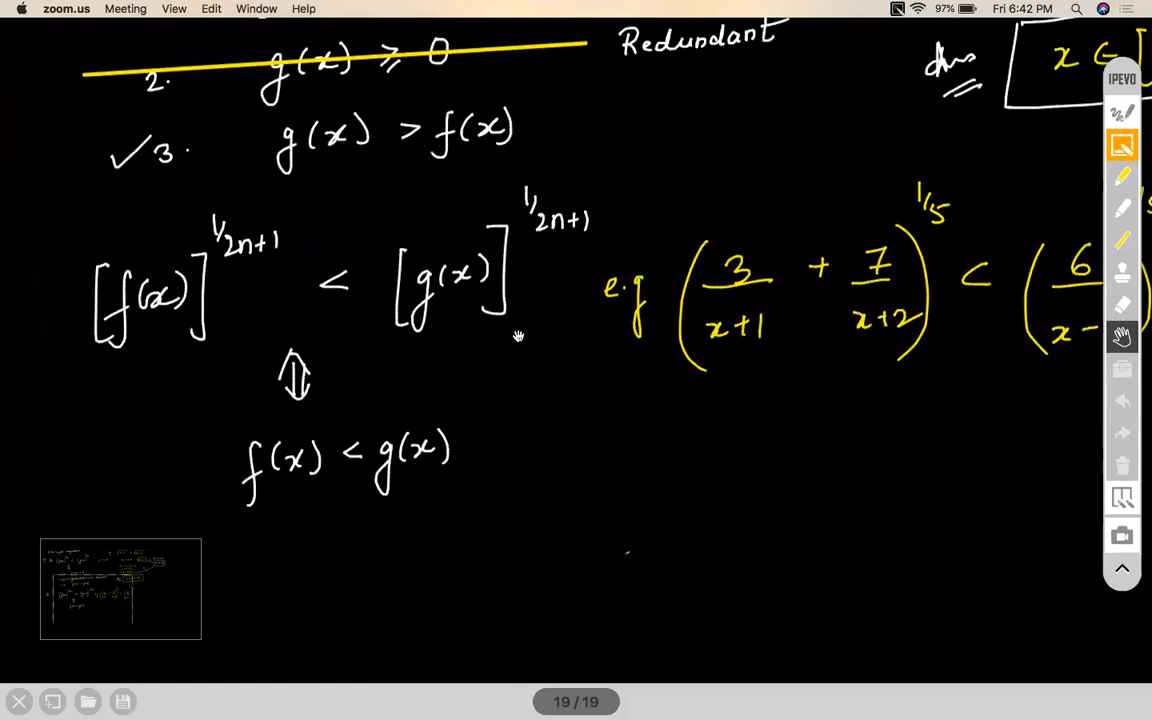 zoom.us Meeting View Edit Window Help 97% Fri 6:42 PM
2. g(x) ≥ 0 Redundant
Ans x ∈ [
IPEVO
✓ 3. g(x) > f(x)
[f(x)]^1/2n+1 < [g(x)]^1/2n+1
e.g (3/x+1 + 7/x+2)^1/5 < (6/x-
⇕
f(x) < g(x)
19 / 19